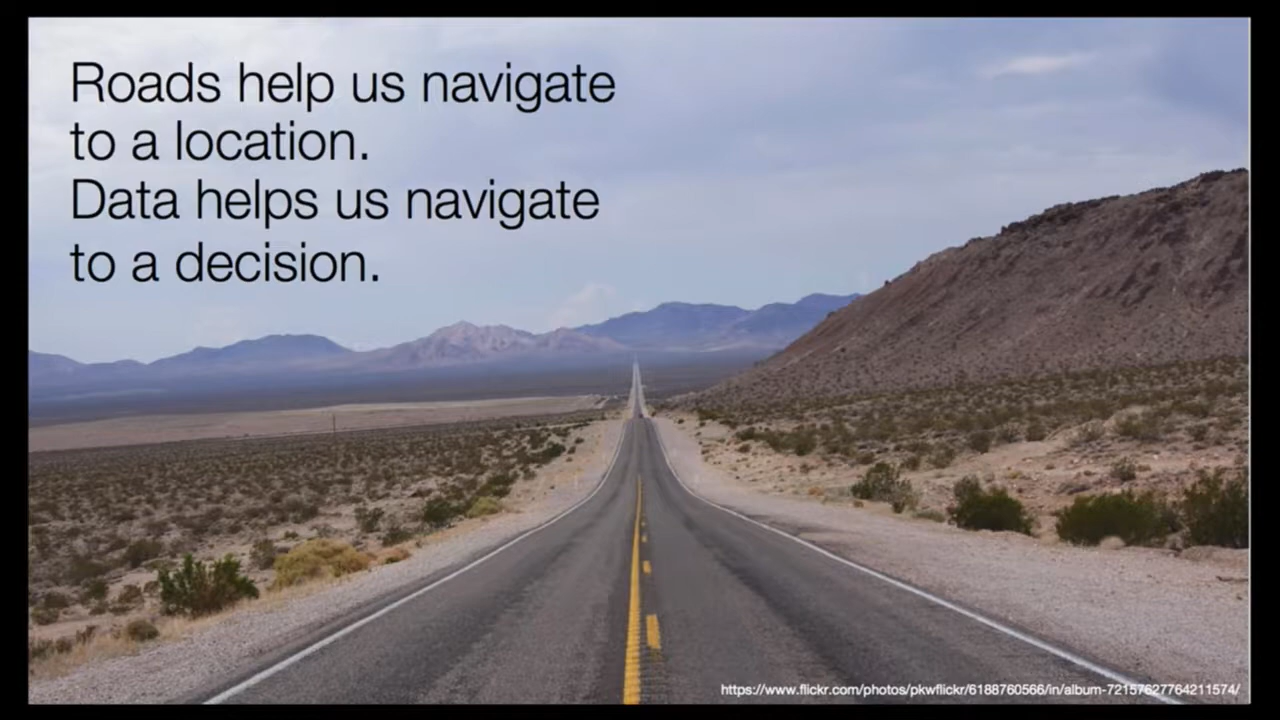 Roads help us navigate
to a location.
Data helps us navigate
to a decision.
https://www.flickr.com/photos/pkwflickr/6188760566/in/album-72157627764211574/